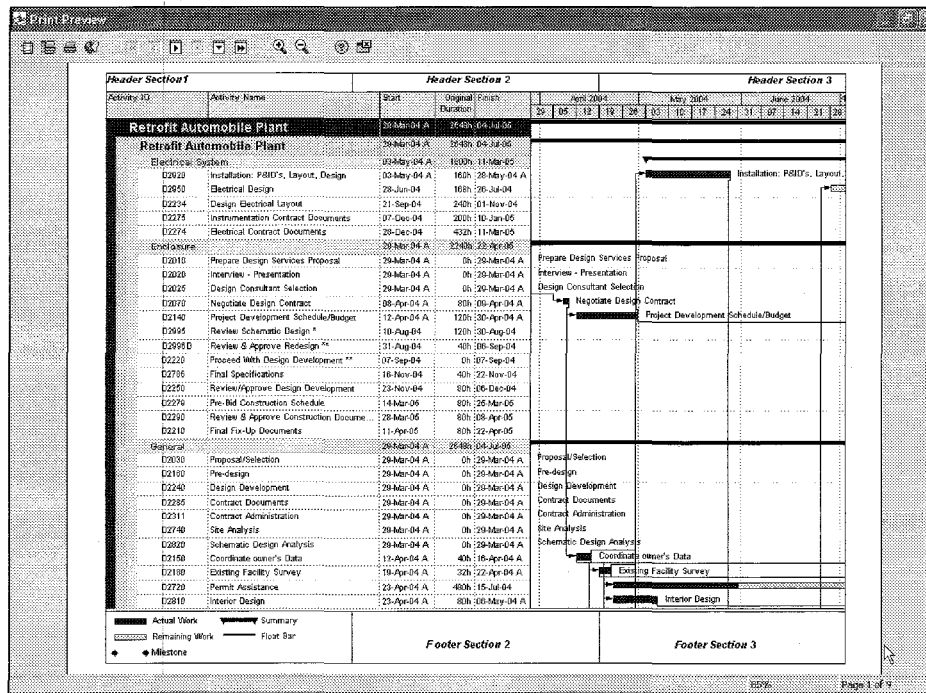 Print Preview
Header Section1 Header Section 2 Header Section 3
Activity ID Activity Name Start Original Duration Finish April 2004 May 2004 June 2004
29 05 12 19 26 03 10 17 24 31 07 14 21 28
Retrofit Automobile Plant 29-Mar-04 A 2648h 04-Jul-05
Retrofit Automobile Plant 29-Mar-04 A 2648h 04-Jul-05
Electrical System 03-May-04 A 1800h 11-Mar-05
D2920 Installation: P&ID's, Layout, Design 03-May-04 A 160h 28-May-04 A Installation: P&ID's, Layout,
D2950 Electrical Design 28-Jun-04 168h 26-Jul-04
D2234 Design Electrical Layout 21-Sep-04 240h 01-Nov-04
D2275 Instrumentation Contract Documents 07-Dec-04 200h 10-Jan-05
D2274 Electrical Contract Documents 28-Dec-04 432h 11-Mar-05
Enclosure 29-Mar-04 A 2240h 22-Apr-05
D2010 Prepare Design Services Proposal 29-Mar-04 A 0h 29-Mar-04 A Prepare Design Services Proposal
D2020 Interview - Presentation 29-Mar-04 A 0h 29-Mar-04 A Interview - Presentation
D2025 Design Consultant Selection 29-Mar-04 A 0h 29-Mar-04 A Design Consultant Selection
D2070 Negotiate Design Contract 08-Apr-04 A 80h 09-Apr-04 A Negotiate Design Contract
D2140 Project Development Schedule/Budget 12-Apr-04 A 120h 30-Apr-04 A Project Development Schedule/Budget
D2995 Review Schematic Design * 10-Aug-04 120h 30-Aug-04
D2995B Review & Approve Redesign ** 31-Aug-04 40h 06-Sep-04
D2220 Proceed With Design Development ** 07-Sep-04 0h 07-Sep-04
D2786 Final Specifications 16-Nov-04 40h 22-Nov-04
D2250 Review/Approve Design Development 23-Nov-04 80h 06-Dec-04
D2279 Pre-Bid Construction Schedule 14-Mar-05 80h 25-Mar-05
D2290 Review & Approve Construction Docume... 28-Mar-05 80h 08-Apr-05
D2210 Final Fix-Up Documents 11-Apr-05 80h 22-Apr-05
General 29-Mar-04 A 2648h 04-Jul-05
D2030 Proposal/Selection 29-Mar-04 A 0h 29-Mar-04 A Proposal/Selection
D2160 Pre-design 29-Mar-04 A 0h 29-Mar-04 A Pre-design
D2240 Design Development 29-Mar-04 A 0h 29-Mar-04 A Design Development
D2285 Contract Documents 29-Mar-04 A 0h 29-Mar-04 A Contract Documents
D2311 Contract Administration 29-Mar-04 A 0h 29-Mar-04 A Contract Administration
D2740 Site Analysis 29-Mar-04 A 0h 29-Mar-04 A Site Analysis
D2820 Schematic Design Analysis 29-Mar-04 A 0h 29-Mar-04 A Schematic Design Analysis
D2150 Coordinate owner's Data 12-Apr-04 A 40h 16-Apr-04 A Coordinate owner's Data
D2180 Existing Facility Survey 19-Apr-04 A 32h 22-Apr-04 A Existing Facility Survey
D2720 Permit Assistance 23-Apr-04 A 480h 15-Jul-04
D2810 Interior Design 23-Apr-04 A 80h 06-May-04 A Interior Design
Actual Work Summary
Remaining Work Float Bar
Milestone
Footer Section 2 Footer Section 3
85% Page 1 of 9